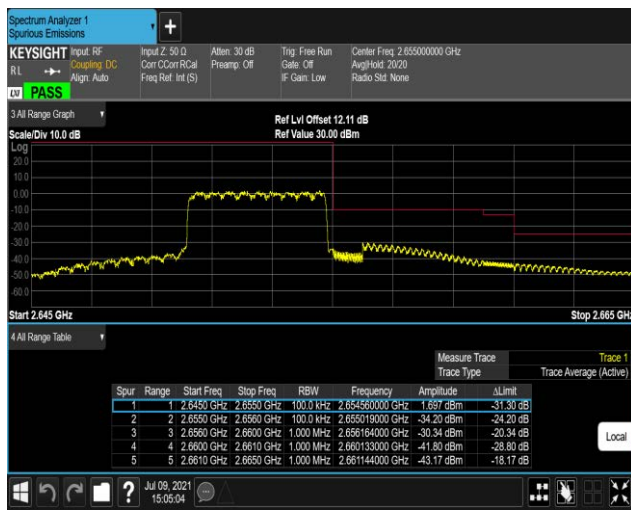 Spectrum Analyzer 1
Spurious Emissions
+
KEYSIGHT Input: RF Input Z: 50 Ω Atten: 30 dB Trig: Free Run Center Freq: 2.655000000 GHz
RL Coupling: DC Corr CCorr RCal Preamp: Off Gate: Off Avg|Hold: 20/20
Align: Auto Freq Ref: Int (S) IF Gain: Low Radio Std: None
LXI PASS
3 All Range Graph
Ref Lvl Offset 12.11 dB
Scale/Div 10.0 dB Ref Value 30.00 dBm
Log
20.0
10.0
0.00
-10.0
-20.0
-30.0
-40.0
-50.0
-60.0
Start 2.645 GHz Stop 2.665 GHz
4 All Range Table
Measure Trace Trace 1
Trace Type Trace Average (Active)
Spur Range Start Freq Stop Freq RBW Frequency Amplitude ΔLimit
1 1 2.6450 GHz 2.6550 GHz 100.0 kHz 2.654560000 GHz 1.697 dBm -31.30 dB
2 2 2.6550 GHz 2.6560 GHz 100.0 kHz 2.655019000 GHz -34.20 dBm -24.20 dB
3 3 2.6560 GHz 2.6600 GHz 1.000 MHz 2.656164000 GHz -30.34 dBm -20.34 dB
4 4 2.6600 GHz 2.6610 GHz 1.000 MHz 2.660133000 GHz -41.80 dBm -28.80 dB
5 5 2.6610 GHz 2.6650 GHz 1.000 MHz 2.661144000 GHz -43.17 dBm -18.17 dB
Local
? Jul 09, 2021
15:05:04